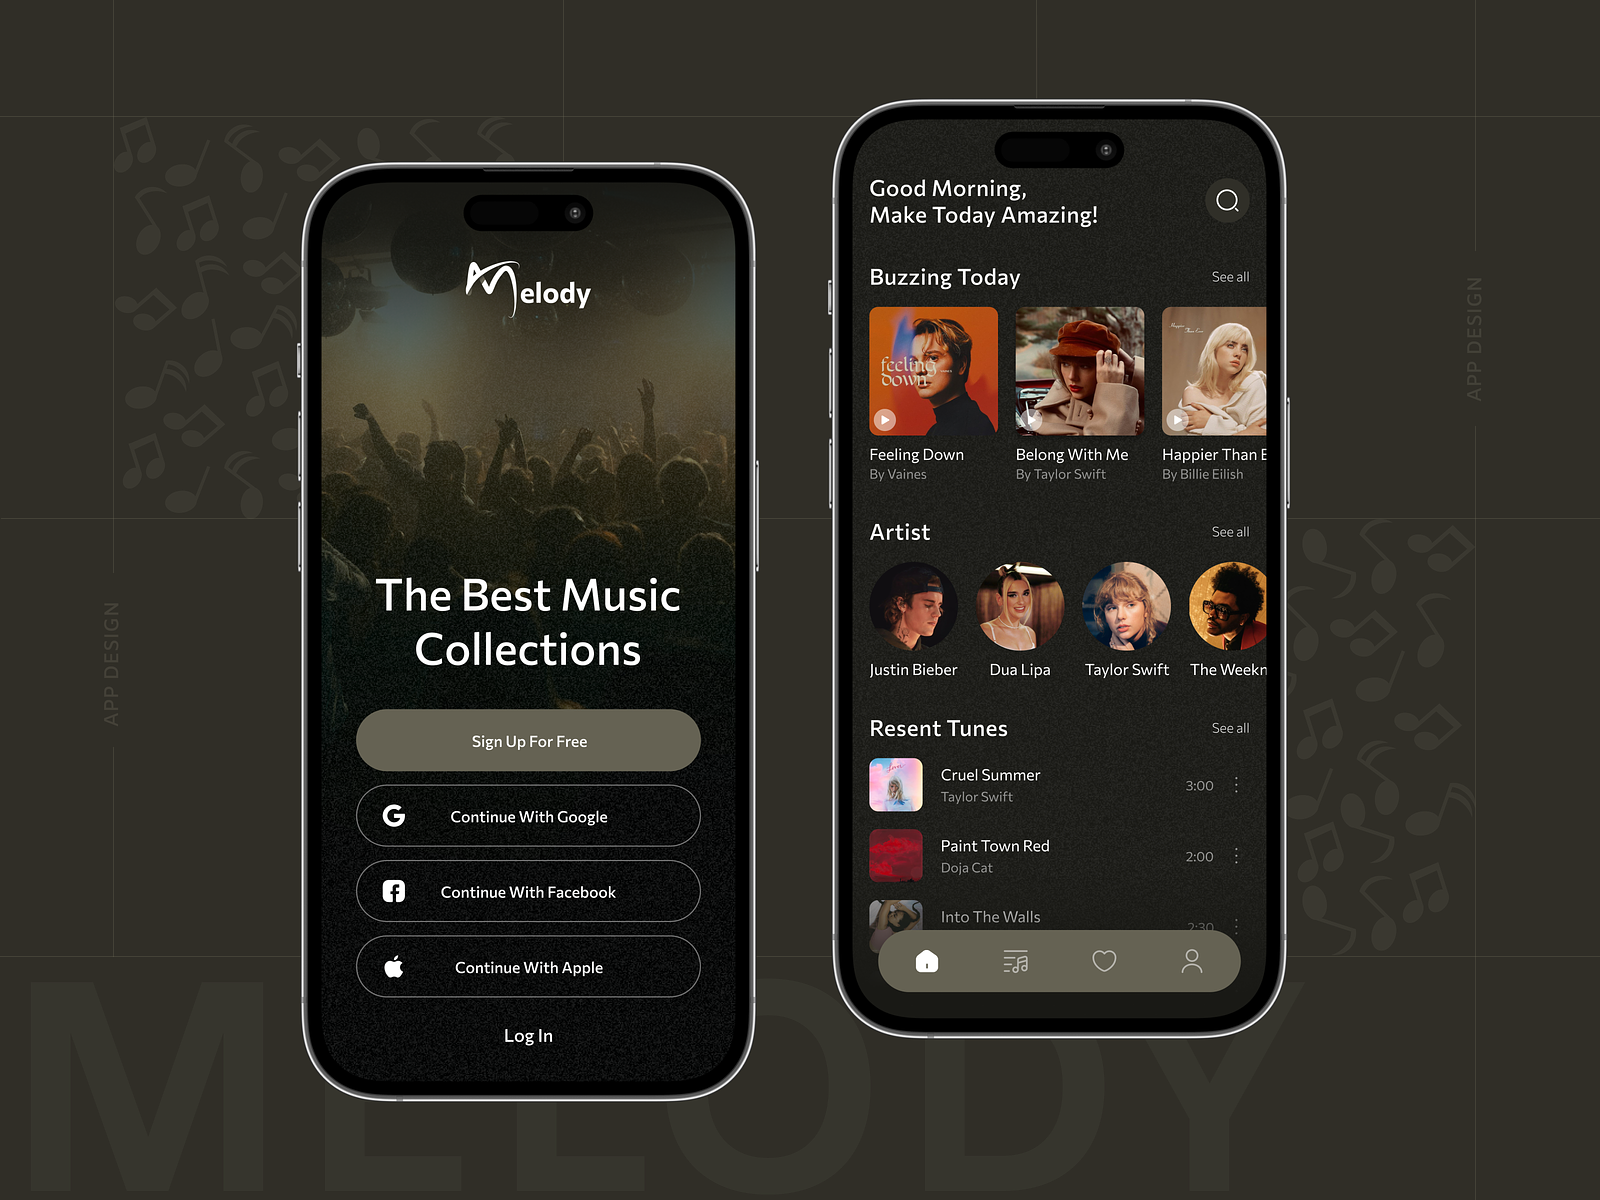 Melody
The Best Music
Collections
Sign Up For Free
Continue With Google
Continue With Facebook
Continue With Apple
Log In
Good Morning,
Make Today Amazing!
Buzzing Today
See all
feeling
down
Happier
Than Ever
Feeling Down
By Vaines
Belong With Me
By Taylor Swift
Happier Than E
By Billie Eilish
Artist
See all
Justin Bieber
Dua Lipa
Taylor Swift
The Weekn
Resent Tunes
See all
Cruel Summer
Taylor Swift
3:00
Paint Town Red
Doja Cat
2:00
Into The Walls
2:30
APP DESIGN
APP DESIGN
MELODY